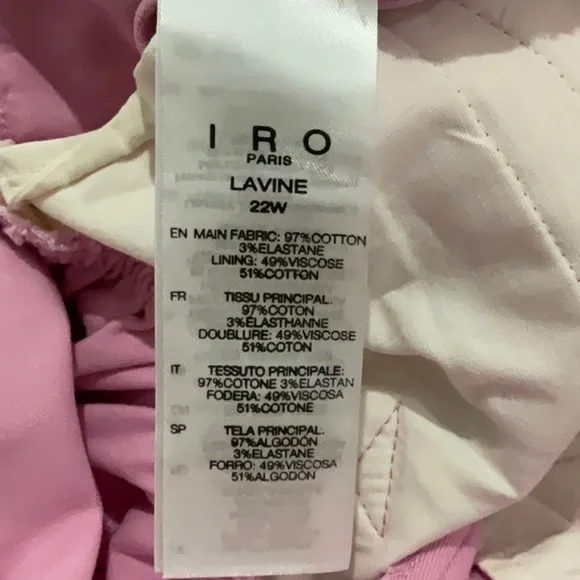 IRO
PARIS
LAVINE
22W
EN MAIN FABRIC: 97%COTTON
3%ELASTANE
LINING: 49%VISCOSE
51%COTTON
FR TISSU PRINCIPAL.
97%COTON
3%ÉLASTHANNE
DOUBLURE: 49%VISCOSE
51%COTON
IT TESSUTO PRINCIPALE:
97%COTONE 3%ELASTAN
FODERA: 49%VISCOSA
51%COTONE
SP TELA PRINCIPAL.
97%ALGODÓN
3%ELASTANE
FORRO: 49%VISCOSA
51%ALGODÓN